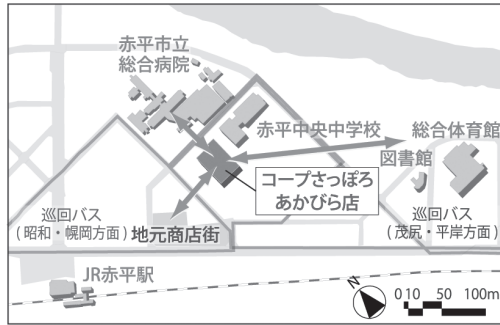 赤平市立
総合病院
赤平中央中学校
総合体育館
図書館
コープさっぽろ
あかびら店
巡回バス
(昭和・幌岡方面)
地元商店街
巡回バス
(茂尻・平岸方面)
JR赤平駅
N
0 10 50 100m